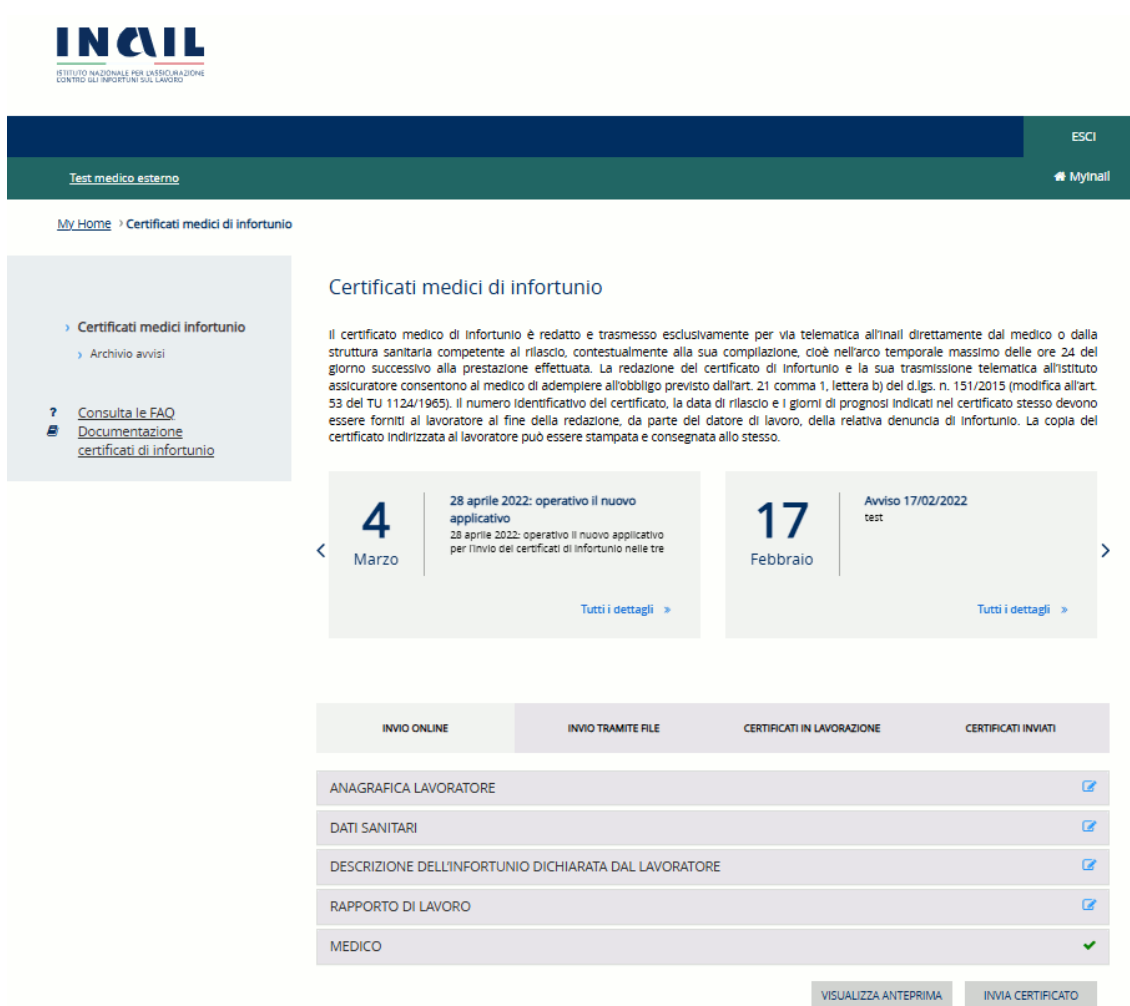 INAIL
ISTITUTO NAZIONALE PER L'ASSICURAZIONE
CONTRO GLI INFORTUNI SUL LAVORO
ESCI
Test medico esterno
MyInail
My Home › Certificati medici di infortunio
› Certificati medici infortunio
› Archivio avvisi
? Consulta le FAQ
Documentazione
certificati di infortunio
Certificati medici di infortunio
Il certificato medico di infortunio è redatto e trasmesso esclusivamente per via telematica all'Inail direttamente dal medico o dalla
struttura sanitaria competente al rilascio, contestualmente alla sua compilazione, cioè nell'arco temporale massimo delle ore 24 del
giorno successivo alla prestazione effettuata. La redazione del certificato di infortunio e la sua trasmissione telematica all'Istituto
assicuratore consentono al medico di adempiere all'obbligo previsto dall'art. 21 comma 1, lettera b) del d.lgs. n. 151/2015 (modifica all'art.
53 del TU 1124/1965). Il numero identificativo del certificato, la data di rilascio e i giorni di prognosi indicati nel certificato stesso devono
essere forniti al lavoratore al fine della redazione, da parte del datore di lavoro, della relativa denuncia di infortunio. La copia del
certificato indirizzata al lavoratore può essere stampata e consegnata allo stesso.
4
Marzo
28 aprile 2022: operativo il nuovo
applicativo
28 aprile 2022: operativo il nuovo applicativo
per l'invio dei certificati di infortunio nelle tre
Tutti i dettagli »
17
Febbraio
Avviso 17/02/2022
test
Tutti i dettagli »
INVIO ONLINE
INVIO TRAMITE FILE
CERTIFICATI IN LAVORAZIONE
CERTIFICATI INVIATI
ANAGRAFICA LAVORATORE
DATI SANITARI
DESCRIZIONE DELL'INFORTUNIO DICHIARATA DAL LAVORATORE
RAPPORTO DI LAVORO
MEDICO
VISUALIZZA ANTEPRIMA
INVIA CERTIFICATO